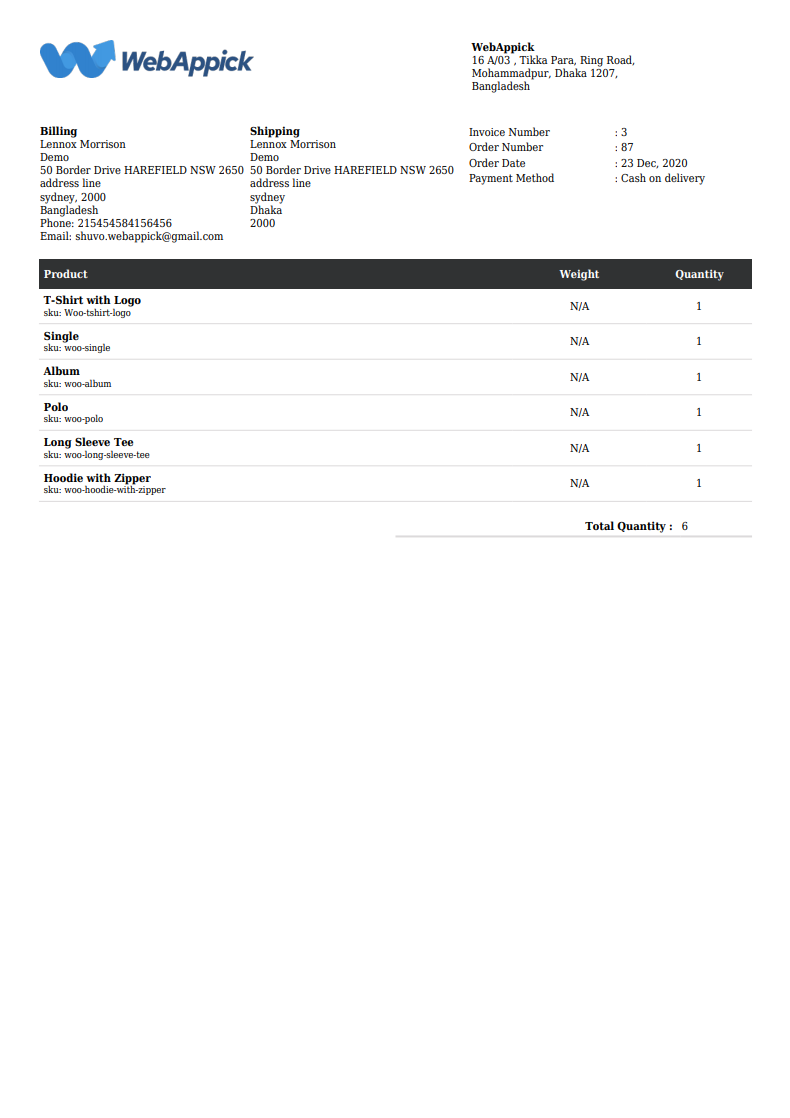 WebAppick
WebAppick
16 A/03 , Tikka Para, Ring Road,
Mohammadpur, Dhaka 1207,
Bangladesh
Billing
Lennox Morrison
Demo
50 Border Drive HAREFIELD NSW 2650
address line
sydney, 2000
Bangladesh
Phone: 215454584156456
Email: shuvo.webappick@gmail.com
Shipping
Lennox Morrison
Demo
50 Border Drive HAREFIELD NSW 2650
address line
sydney
Dhaka
2000
Invoice Number : 3
Order Number : 87
Order Date : 23 Dec, 2020
Payment Method : Cash on delivery
Product Weight Quantity
T-Shirt with Logo
sku: Woo-tshirt-logo
N/A 1
Single
sku: woo-single
N/A 1
Album
sku: woo-album
N/A 1
Polo
sku: woo-polo
N/A 1
Long Sleeve Tee
sku: woo-long-sleeve-tee
N/A 1
Hoodie with Zipper
sku: woo-hoodie-with-zipper
N/A 1
Total Quantity : 6